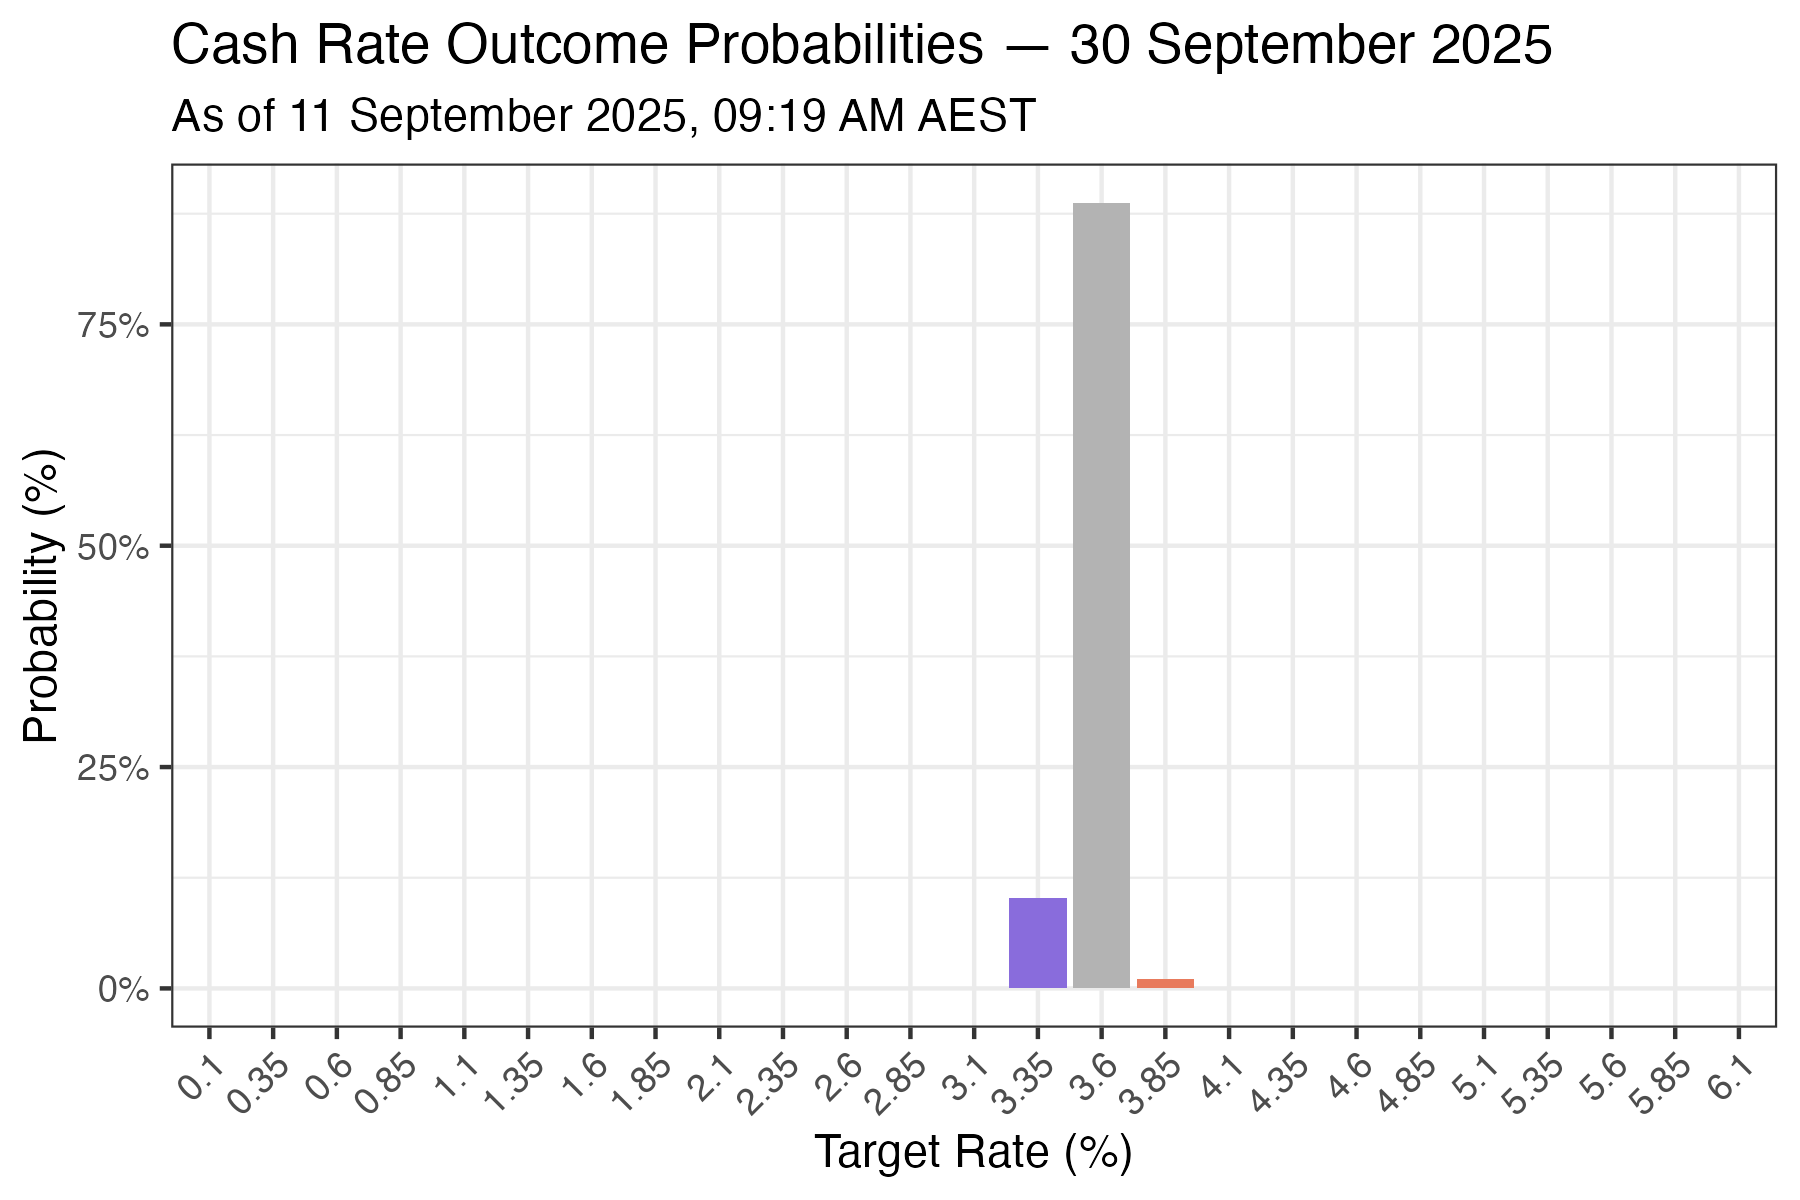 Cash Rate Outcome Probabilities — 30 September 2025
As of 11 September 2025, 09:19 AM AEST
Probability (%)
75%
50%
25%
0%
0.1 0.35 0.6 0.85 1.1 1.35 1.6 1.85 2.1 2.35 2.6 2.85 3.1 3.35 3.6 3.85 4.1 4.35 4.6 4.85 5.1 5.35 5.6 5.85 6.1
Target Rate (%)